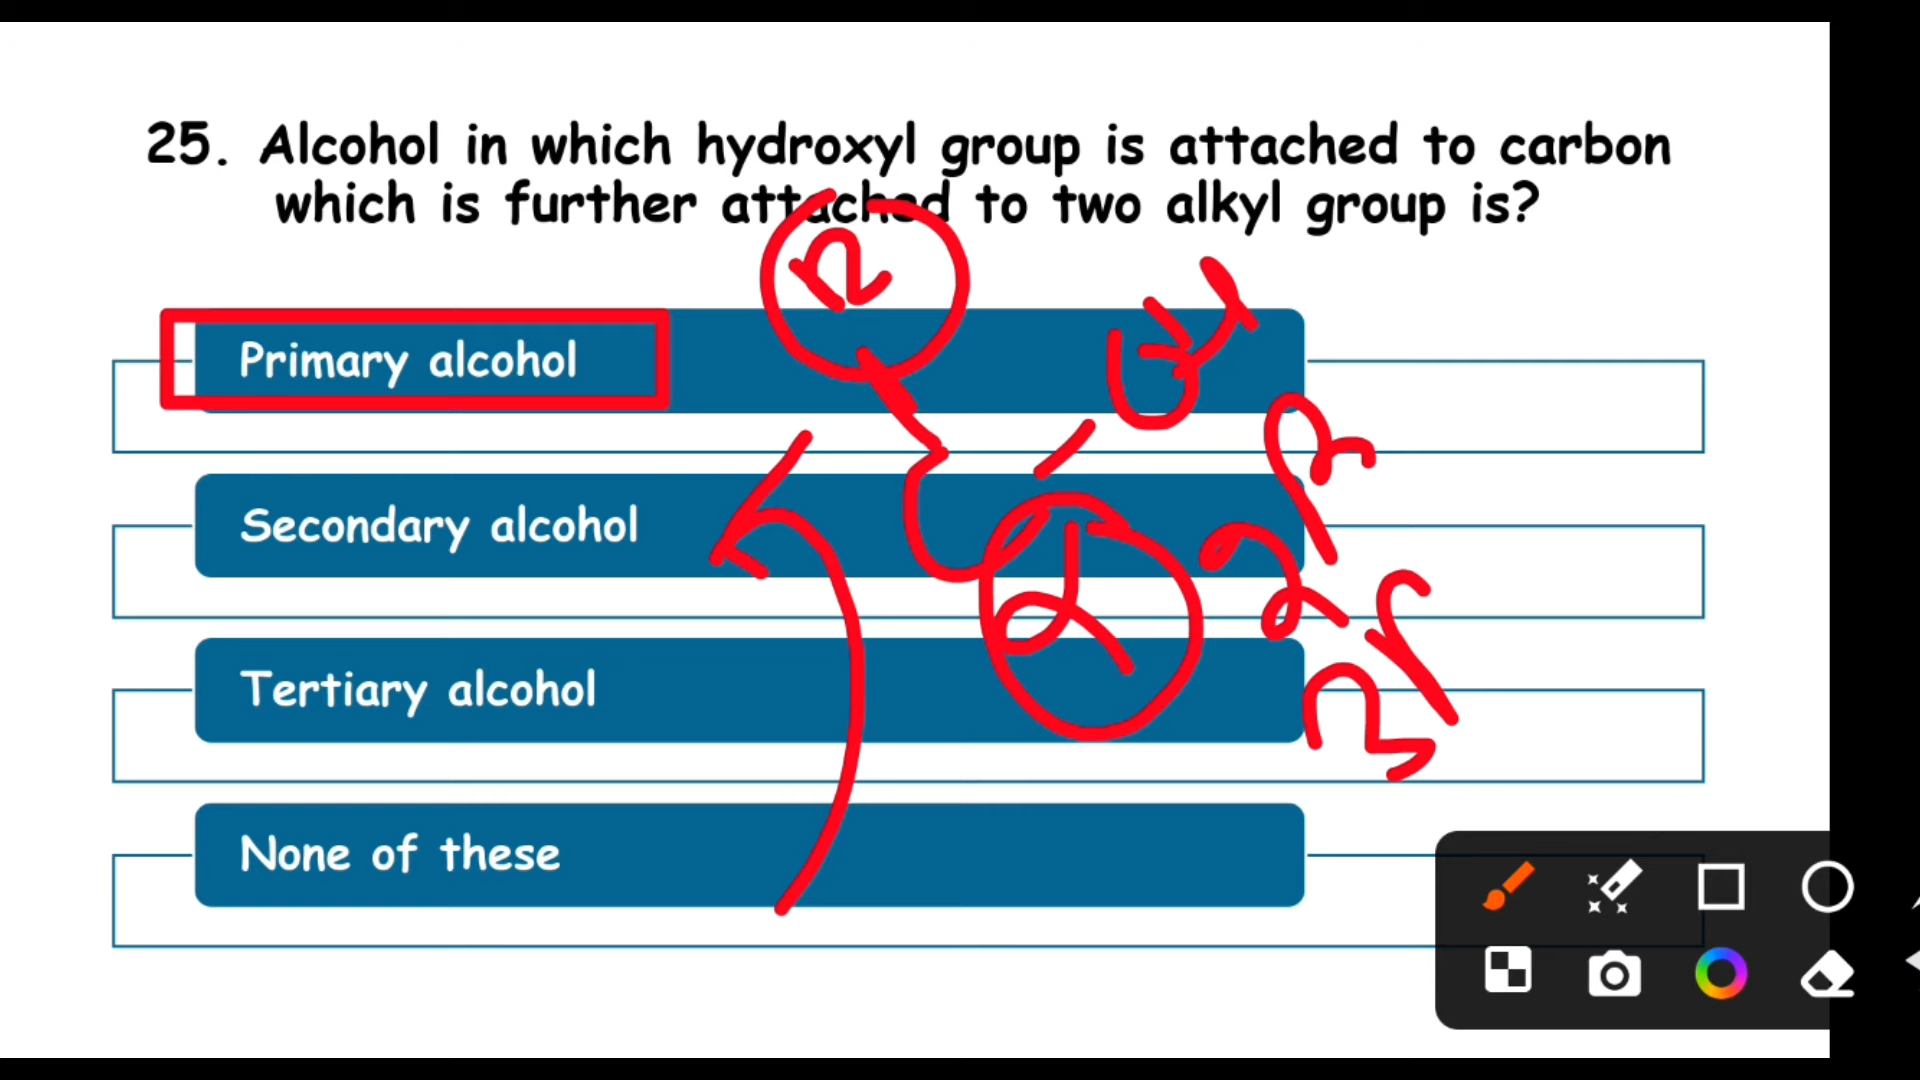 25. Alcohol in which hydroxyl group is attached to carbon
which is further attached to two alkyl group is?
Primary alcohol
Secondary alcohol
Tertiary alcohol
None of these